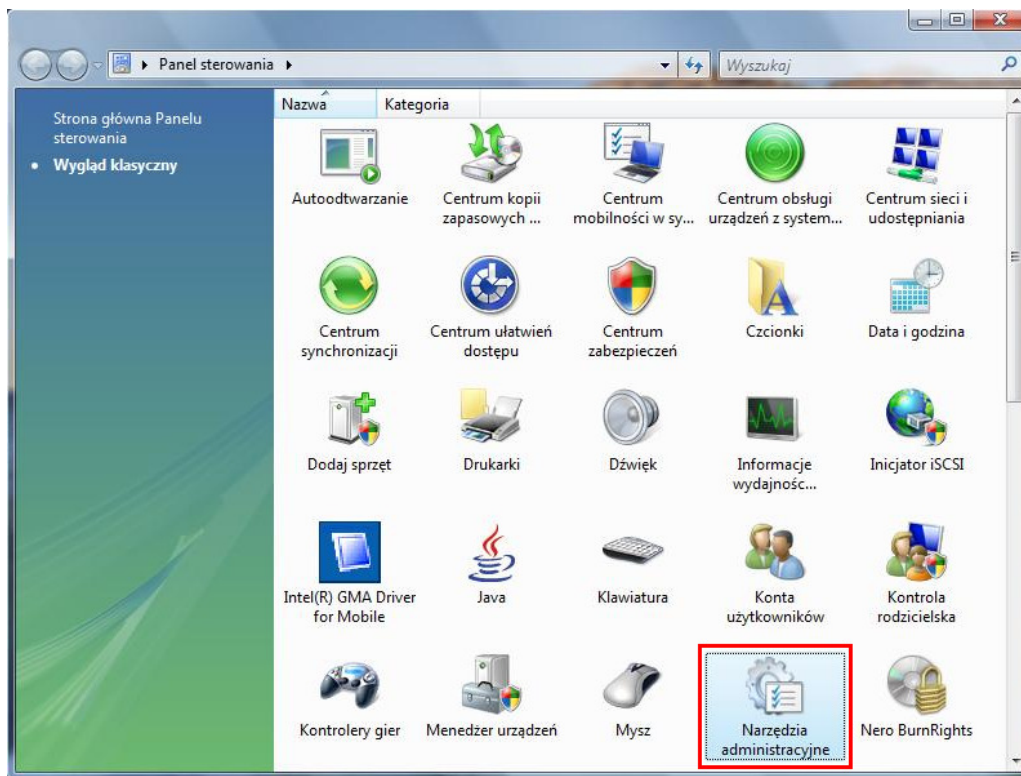 Panel sterowania
Wyszukaj
Strona główna Panelu
sterowania
Wygląd klasyczny
Nazwa
Kategoria
Autoodtwarzanie
Centrum kopii
zapasowych ...
Centrum
mobilności w sy...
Centrum obsługi
urządzeń z system...
Centrum sieci i
udostępniania
Centrum
synchronizacji
Centrum ułatwień
dostępu
Centrum
zabezpieczeń
Czcionki
Data i godzina
Dodaj sprzęt
Drukarki
Dźwięk
Informacje
wydajnośc...
Inicjator iSCSI
Intel(R) GMA Driver
for Mobile
Java
Klawiatura
Konta
użytkowników
Kontrola
rodzicielska
Kontrolery gier
Menedżer urządzeń
Mysz
Narzędzia
administracyjne
Nero BurnRights